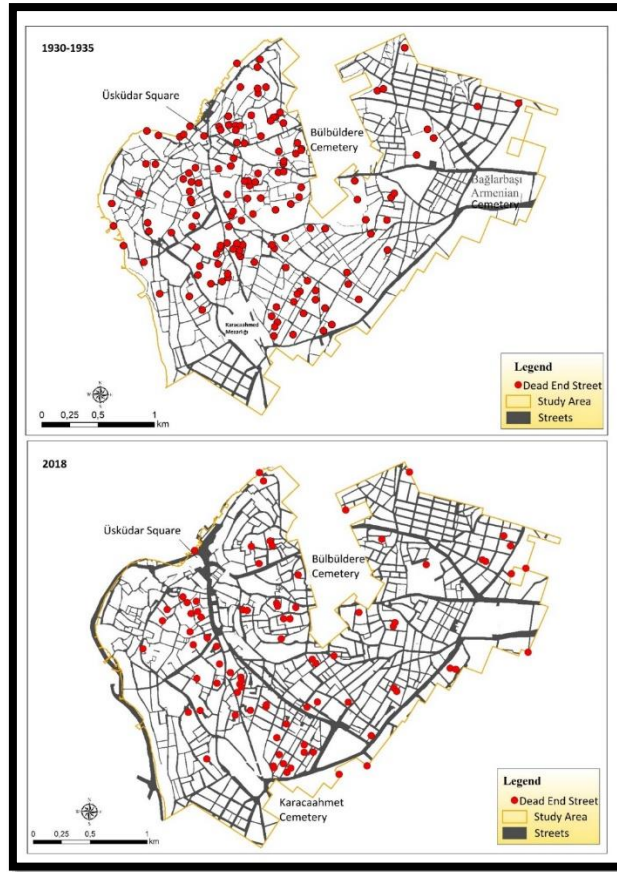 1930-1935
Üsküdar Square
Bülbüldere
Cemetery
Bağlarbaşı
Armenian
Cemetery
Karacaahmed
Mezarlığı
Legend
Dead End Street
Study Area
Streets
0 0,25 0,5 1
km
2018
Üsküdar Square
Bülbüldere
Cemetery
Karacaahmet
Cemetery
Legend
Dead End Street
Study Area
Streets
0 0,25 0,5 1
km